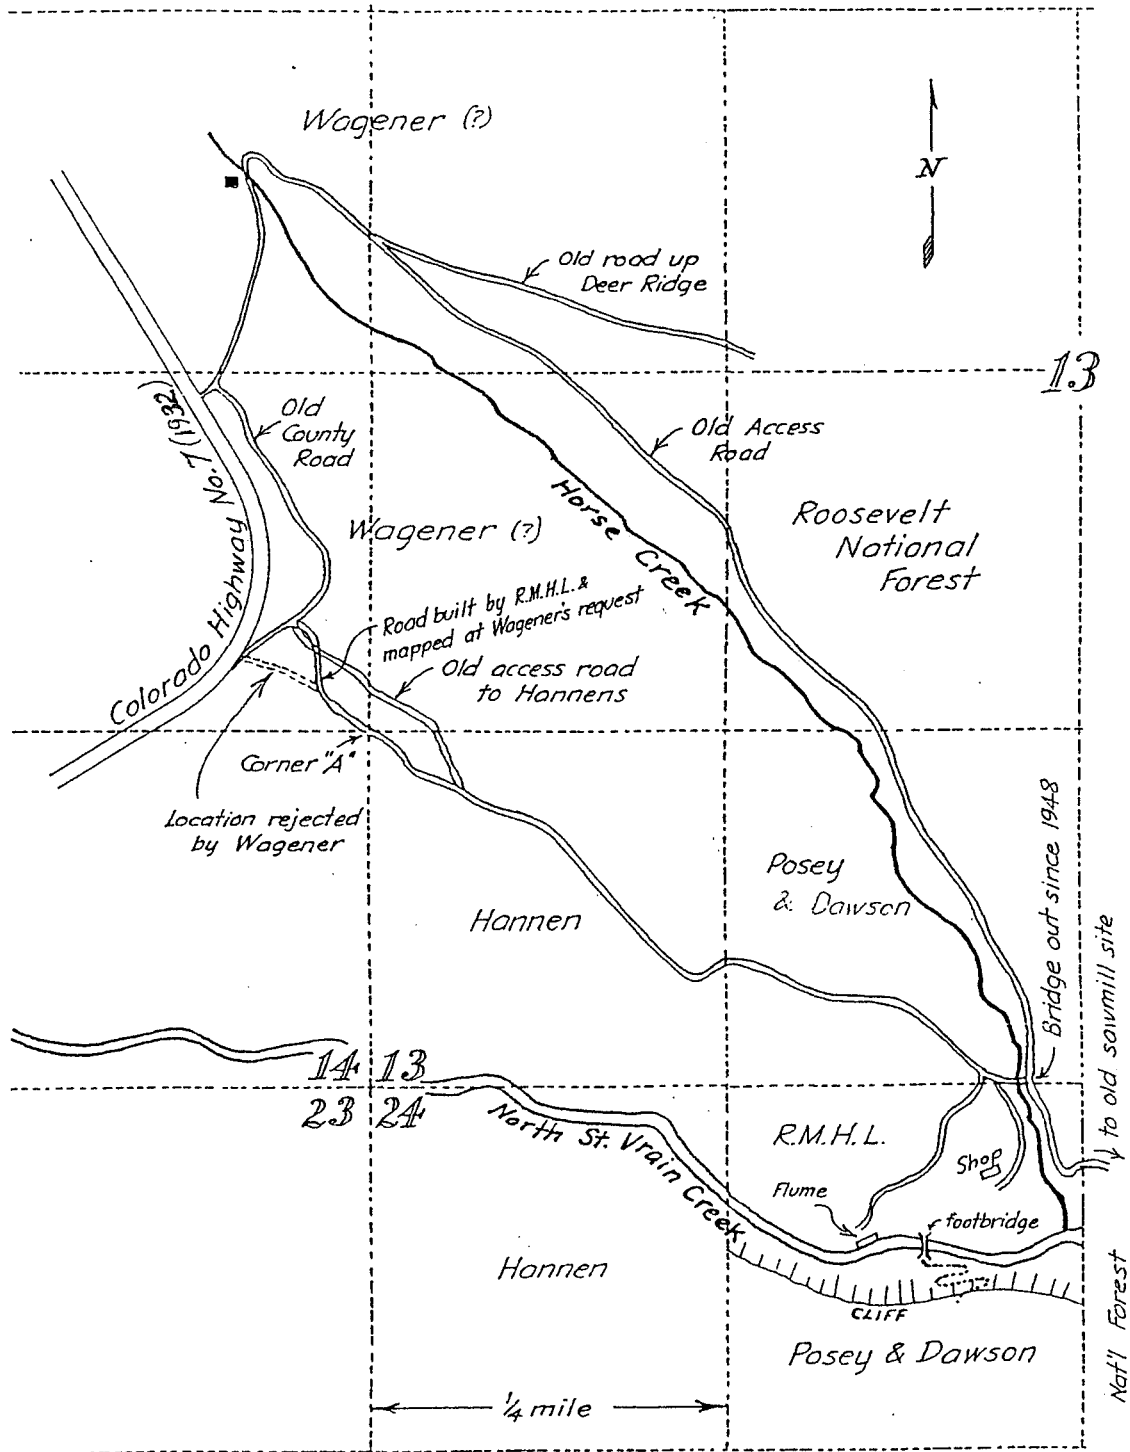 Wagener (?)
N
Old road up
Deer Ridge
13
Old
County
Road
Old Access
Road
Colorado Highway No. 7 (1932)
Horse Creek
Wagener (?)
Roosevelt
National
Forest
Road built by R.M.H.L. &
mapped at Wagener's request
Old access road
to Hannens
Corner "A"
Location rejected
by Wagener
Posey
& Dawson
Hannen
Bridge out since 1948
to old sawmill site
14 13
23 24
North St. Vrain Creek
R.M.H.L.
Shop
Flume
footbridge
Hannen
CLIFF
Posey & Dawson
Nat'l Forest
1/4 mile